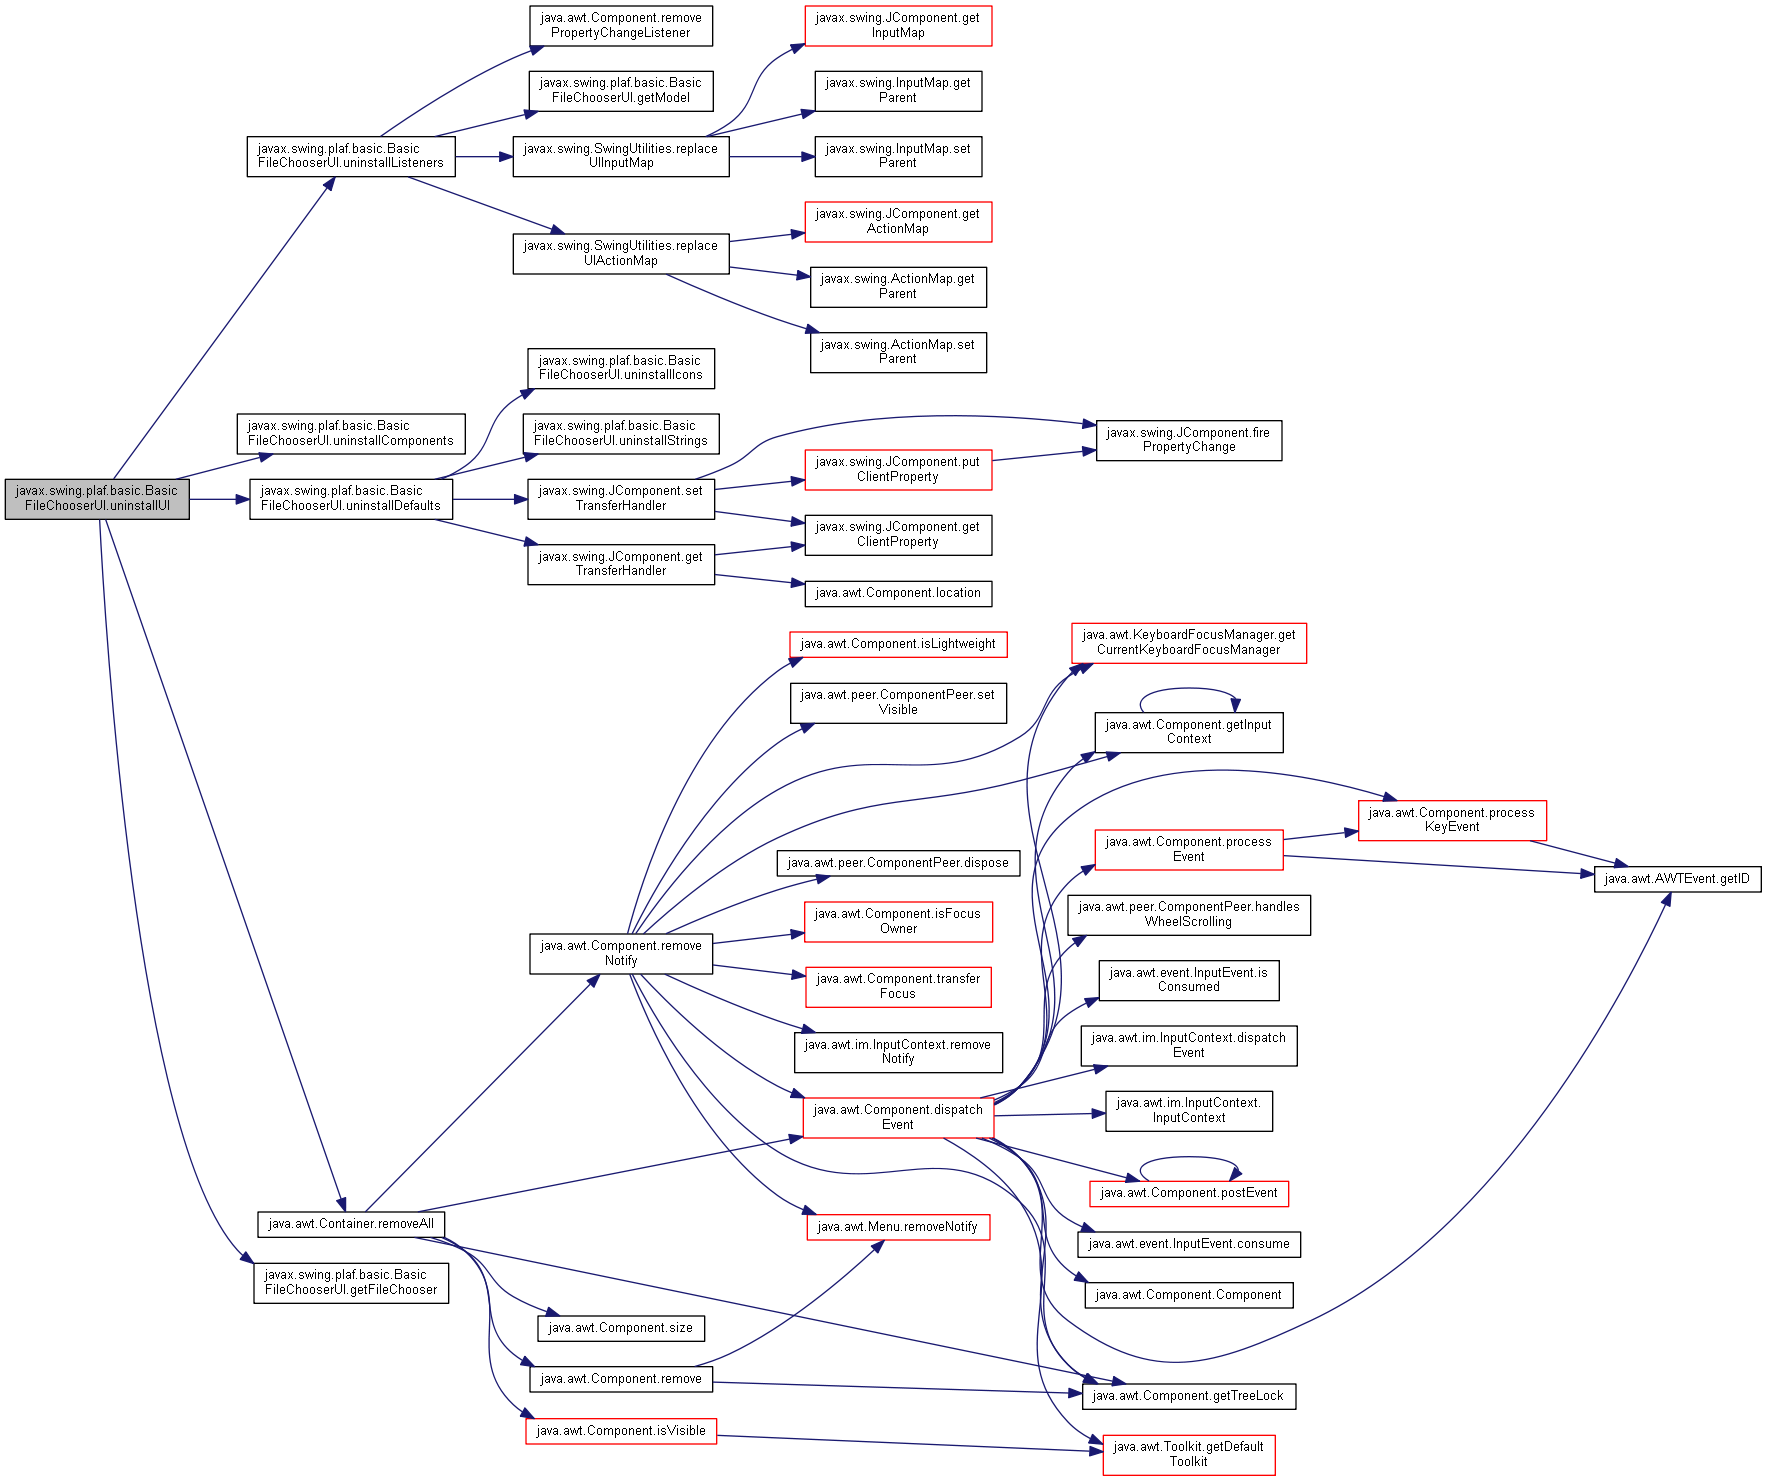 java.awt.Component.remove
PropertyChangeListener
javax.swing.JComponent.get
InputMap
javax.swing.plaf.basic.Basic
FileChooserUI.getModel
javax.swing.InputMap.get
Parent
javax.swing.plaf.basic.Basic
FileChooserUI.uninstallListeners
javax.swing.SwingUtilities.replace
UIInputMap
javax.swing.InputMap.set
Parent
javax.swing.SwingUtilities.replace
UIActionMap
javax.swing.JComponent.get
ActionMap
javax.swing.ActionMap.get
Parent
javax.swing.ActionMap.set
Parent
javax.swing.plaf.basic.Basic
FileChooserUI.uninstallIcons
javax.swing.plaf.basic.Basic
FileChooserUI.uninstallComponents
javax.swing.plaf.basic.Basic
FileChooserUI.uninstallStrings
javax.swing.JComponent.fire
PropertyChange
javax.swing.JComponent.put
ClientProperty
javax.swing.plaf.basic.Basic
FileChooserUI.uninstallUI
javax.swing.plaf.basic.Basic
FileChooserUI.uninstallDefaults
javax.swing.JComponent.set
TransferHandler
javax.swing.JComponent.get
ClientProperty
javax.swing.JComponent.get
TransferHandler
java.awt.Component.location
java.awt.Component.isLightweight
java.awt.KeyboardFocusManager.get
CurrentKeyboardFocusManager
java.awt.peer.ComponentPeer.set
Visible
java.awt.Component.getInput
Context
java.awt.Component.process
KeyEvent
java.awt.Component.process
Event
java.awt.peer.ComponentPeer.dispose
java.awt.AWTEvent.getID
java.awt.Component.isFocus
Owner
java.awt.peer.ComponentPeer.handles
WheelScrolling
java.awt.Component.remove
Notify
java.awt.Component.transfer
Focus
java.awt.event.InputEvent.is
Consumed
java.awt.im.InputContext.remove
Notify
java.awt.im.InputContext.dispatch
Event
java.awt.Component.dispatch
Event
java.awt.im.InputContext.
InputContext
java.awt.Component.postEvent
java.awt.Container.removeAll
java.awt.Menu.removeNotify
java.awt.event.InputEvent.consume
javax.swing.plaf.basic.Basic
FileChooserUI.getFileChooser
java.awt.Component.Component
java.awt.Component.size
java.awt.Component.remove
java.awt.Component.getTreeLock
java.awt.Component.isVisible
java.awt.Toolkit.getDefault
Toolkit